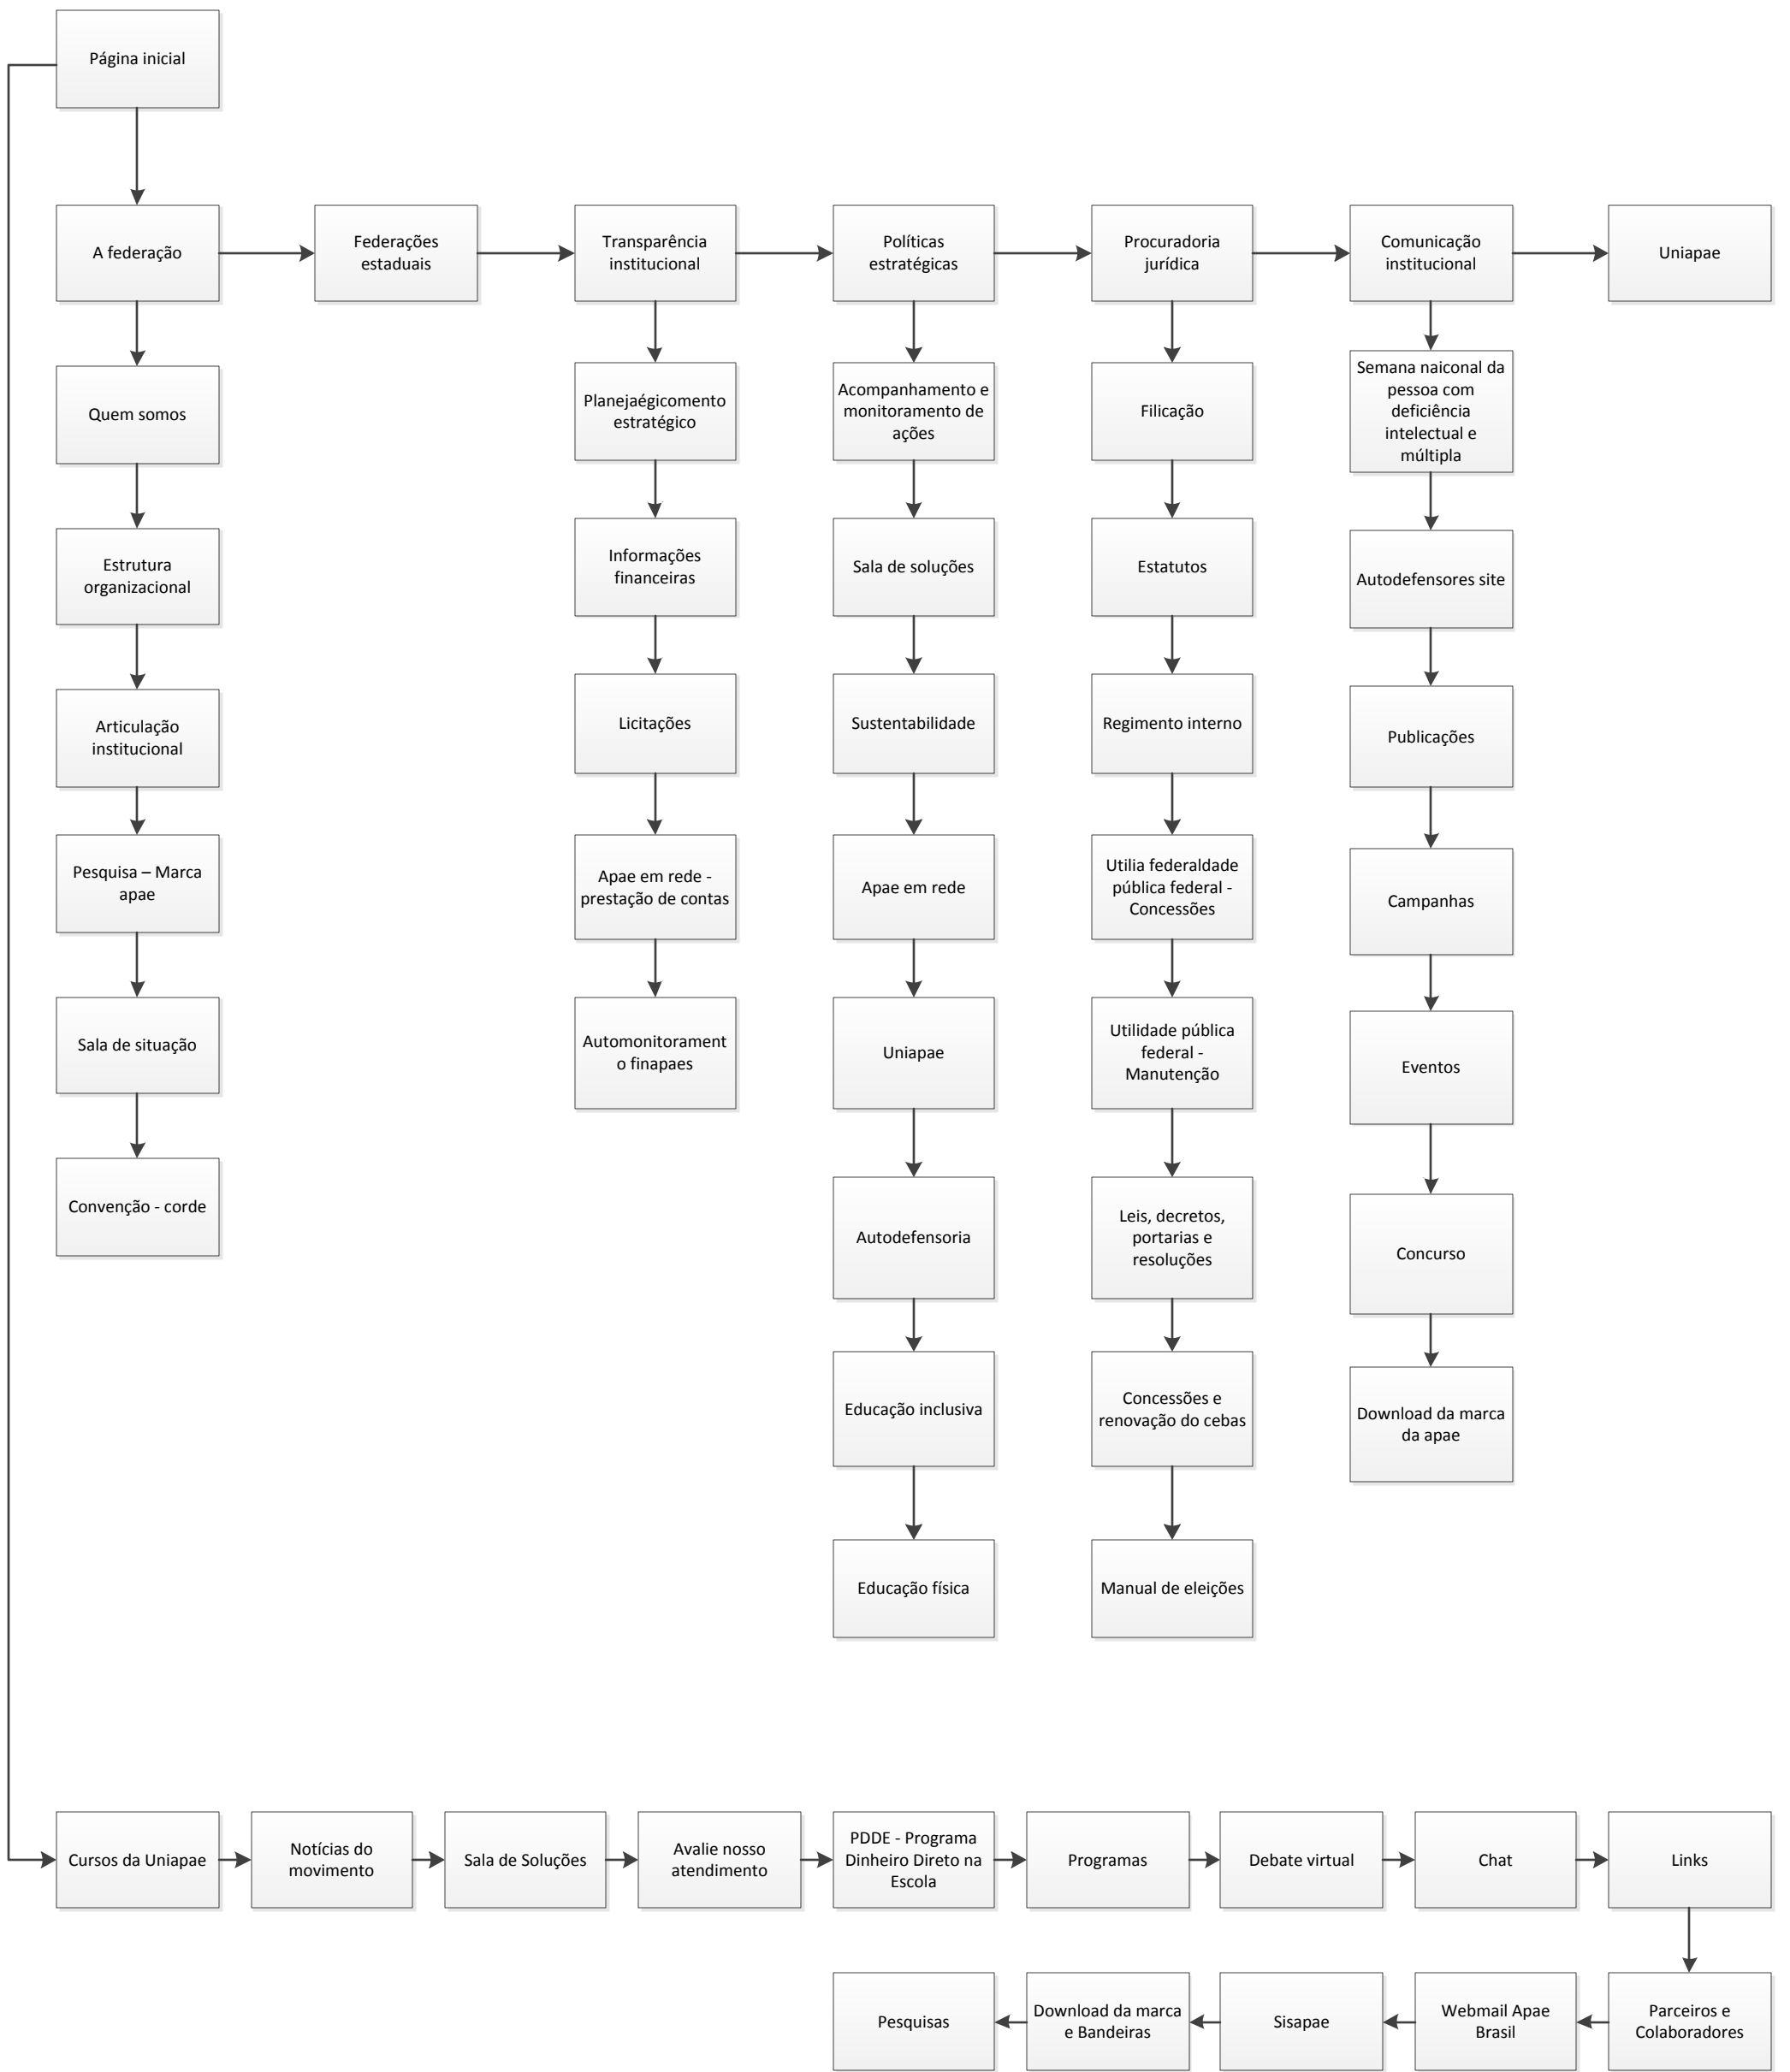 Página inicial
A federação
Federações
estaduais
Transparência
institucional
Políticas
estratégicas
Procuradoria
jurídica
Comunicação
institucional
Uniapae
Quem somos
Estrutura
organizacional
Articulação
institucional
Pesquisa – Marca
apae
Sala de situação
Convenção - corde
Planejaégicomento
estratégico
Informações
financeiras
Licitações
Apae em rede -
prestação de contas
Automonitorament
o finapaes
Acompanhamento e
monitoramento de
ações
Sala de soluções
Sustentabilidade
Apae em rede
Uniapae
Autodefensoria
Educação inclusiva
Educação física
Filicação
Estatutos
Regimento interno
Utilia federaldade
pública federal -
Concessões
Utilidade pública
federal -
Manutenção
Leis, decretos,
portarias e
resoluções
Concessões e
renovação do cebas
Manual de eleições
Semana naiconal da
pessoa com
deficiência
intelectual e
múltipla
Autodefensores site
Publicações
Campanhas
Eventos
Concurso
Download da marca
da apae
Cursos da Uniapae
Notícias do
movimento
Sala de Soluções
Avalie nosso
atendimento
PDDE - Programa
Dinheiro Direto na
Escola
Programas
Debate virtual
Chat
Links
Parceiros e
Colaboradores
Webmail Apae
Brasil
Sisapae
Download da marca
e Bandeiras
Pesquisas